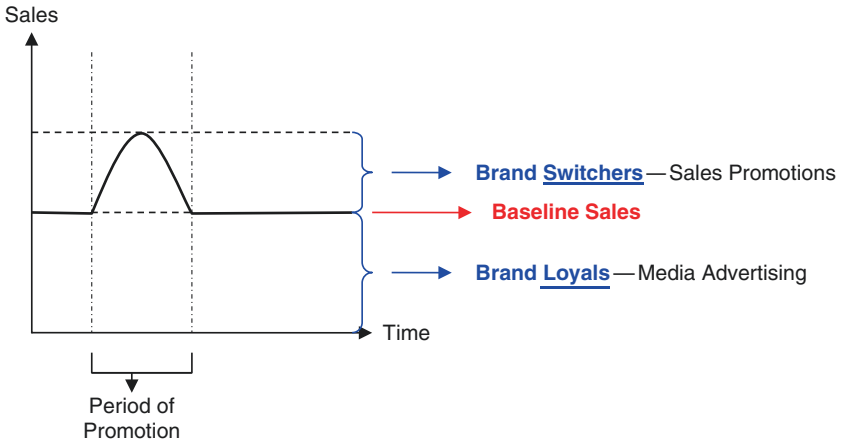 Sales
Brand Switchers—Sales Promotions
Baseline Sales
Brand Loyals—Media Advertising
Time
Period of
Promotion